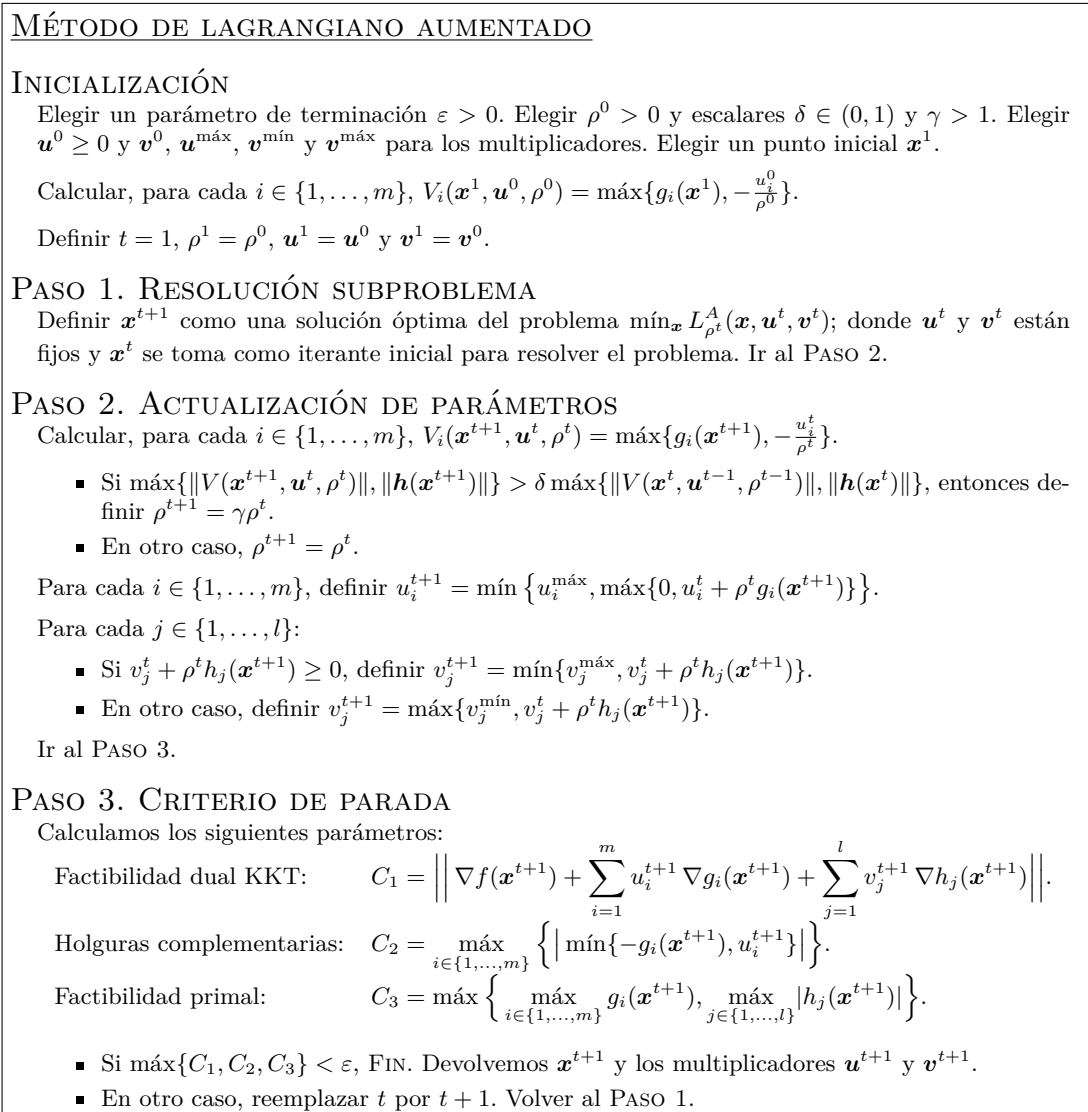 MÉTODO DE LAGRANGIANO AUMENTADO
INICIALIZACIÓN
Elegir un parámetro de terminación ε > 0. Elegir ρ⁰ > 0 y escalares δ ∈ (0, 1) y γ > 1. Elegir
u⁰ ≥ 0 y v⁰, u^máx, v^mín y v^máx para los multiplicadores. Elegir un punto inicial x¹.
Calcular, para cada i ∈ {1, . . . , m}, V_i(x¹, u⁰, ρ⁰) = máx{g_i(x¹), −u_i⁰/ρ⁰}.
Definir t = 1, ρ¹ = ρ⁰, u¹ = u⁰ y v¹ = v⁰.
PASO 1. RESOLUCIÓN SUBPROBLEMA
Definir x^{t+1} como una solución óptima del problema mín_x L^A_{ρ^t}(x, u^t, v^t); donde u^t y v^t están
fijos y x^t se toma como iterante inicial para resolver el problema. Ir al PASO 2.
PASO 2. ACTUALIZACIÓN DE PARÁMETROS
Calcular, para cada i ∈ {1, . . . , m}, V_i(x^{t+1}, u^t, ρ^t) = máx{g_i(x^{t+1}), −u_i^t/ρ^t}.
▪ Si máx{‖V(x^{t+1}, u^t, ρ^t)‖, ‖h(x^{t+1})‖} > δ máx{‖V(x^t, u^{t−1}, ρ^{t−1})‖, ‖h(x^t)‖}, entonces de-
finir ρ^{t+1} = γρ^t.
▪ En otro caso, ρ^{t+1} = ρ^t.
Para cada i ∈ {1, . . . , m}, definir u_i^{t+1} = mín {u_i^máx, máx{0, u_i^t + ρ^t g_i(x^{t+1})}}.
Para cada j ∈ {1, . . . , l}:
▪ Si v_j^t + ρ^t h_j(x^{t+1}) ≥ 0, definir v_j^{t+1} = mín{v_j^máx, v_j^t + ρ^t h_j(x^{t+1})}.
▪ En otro caso, definir v_j^{t+1} = máx{v_j^mín, v_j^t + ρ^t h_j(x^{t+1})}.
Ir al PASO 3.
PASO 3. CRITERIO DE PARADA
Calculamos los siguientes parámetros:
Factibilidad dual KKT: C_1 = ||∇f(x^{t+1}) + ∑_{i=1}^{m} u_i^{t+1} ∇g_i(x^{t+1}) + ∑_{j=1}^{l} v_j^{t+1} ∇h_j(x^{t+1})||.
Holguras complementarias: C_2 = máx_{i∈{1,...,m}} {|mín{−g_i(x^{t+1}), u_i^{t+1}}|}.
Factibilidad primal: C_3 = máx {máx_{i∈{1,...,m}} g_i(x^{t+1}), máx_{j∈{1,...,l}} |h_j(x^{t+1})|}.
▪ Si máx{C_1, C_2, C_3} < ε, FIN. Devolvemos x^{t+1} y los multiplicadores u^{t+1} y v^{t+1}.
▪ En otro caso, reemplazar t por t + 1. Volver al PASO 1.